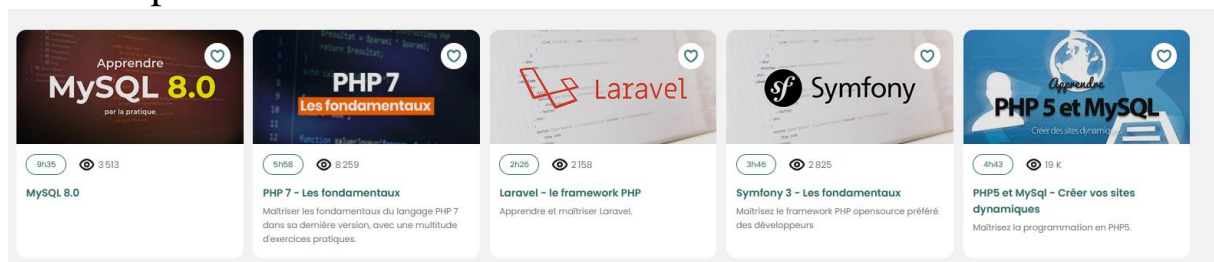 Apprendre
MySQL 8.0
par la pratique
9h35 3 513
MySQL 8.0
PHP 7
Les fondamentaux
5h58 8 259
PHP 7 - Les fondamentaux
Maîtriser les fondamentaux du langage PHP 7
dans sa dernière version, avec une multitude
d'exercices pratiques.
Laravel
2h26 2 158
Laravel - le framework PHP
Apprendre et maîtriser Laravel.
Symfony
3h46 2 825
Symfony 3 - Les fondamentaux
Maîtrisez le framework PHP opensource préféré
des développeurs
Apprendre
PHP 5 et MySQL
Créer des sites dynamiques
4h43 19 K
PHP5 et MySql - Créer vos sites
dynamiques
Maîtrisez la programmation en PHP5.